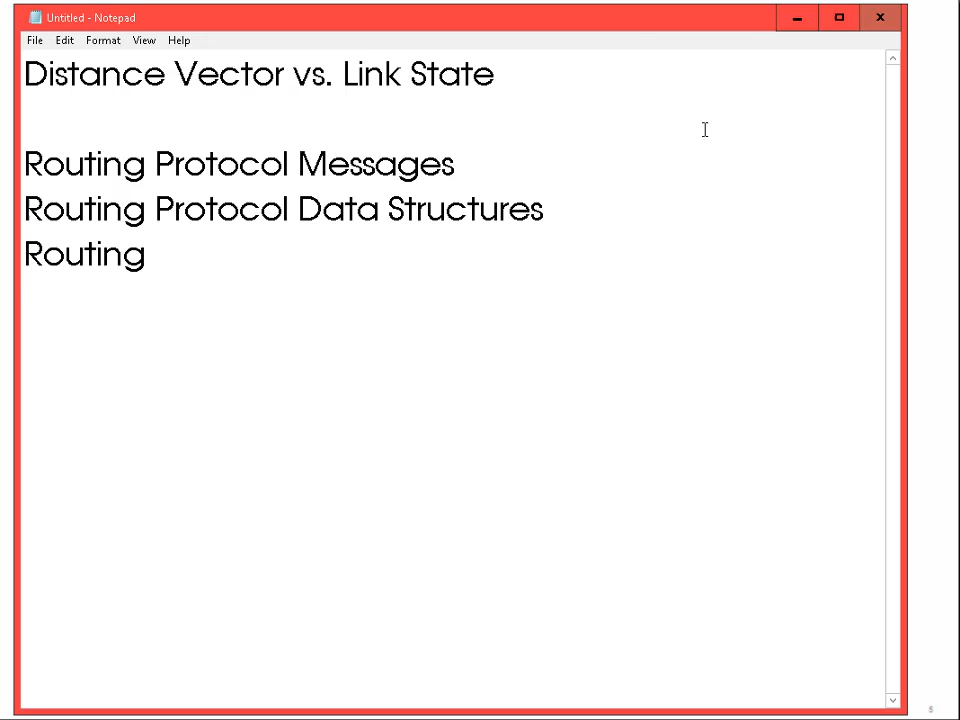 Untitled - Notepad
File Edit Format View Help
Distance Vector vs. Link State
Routing Protocol Messages
Routing Protocol Data Structures
Routing